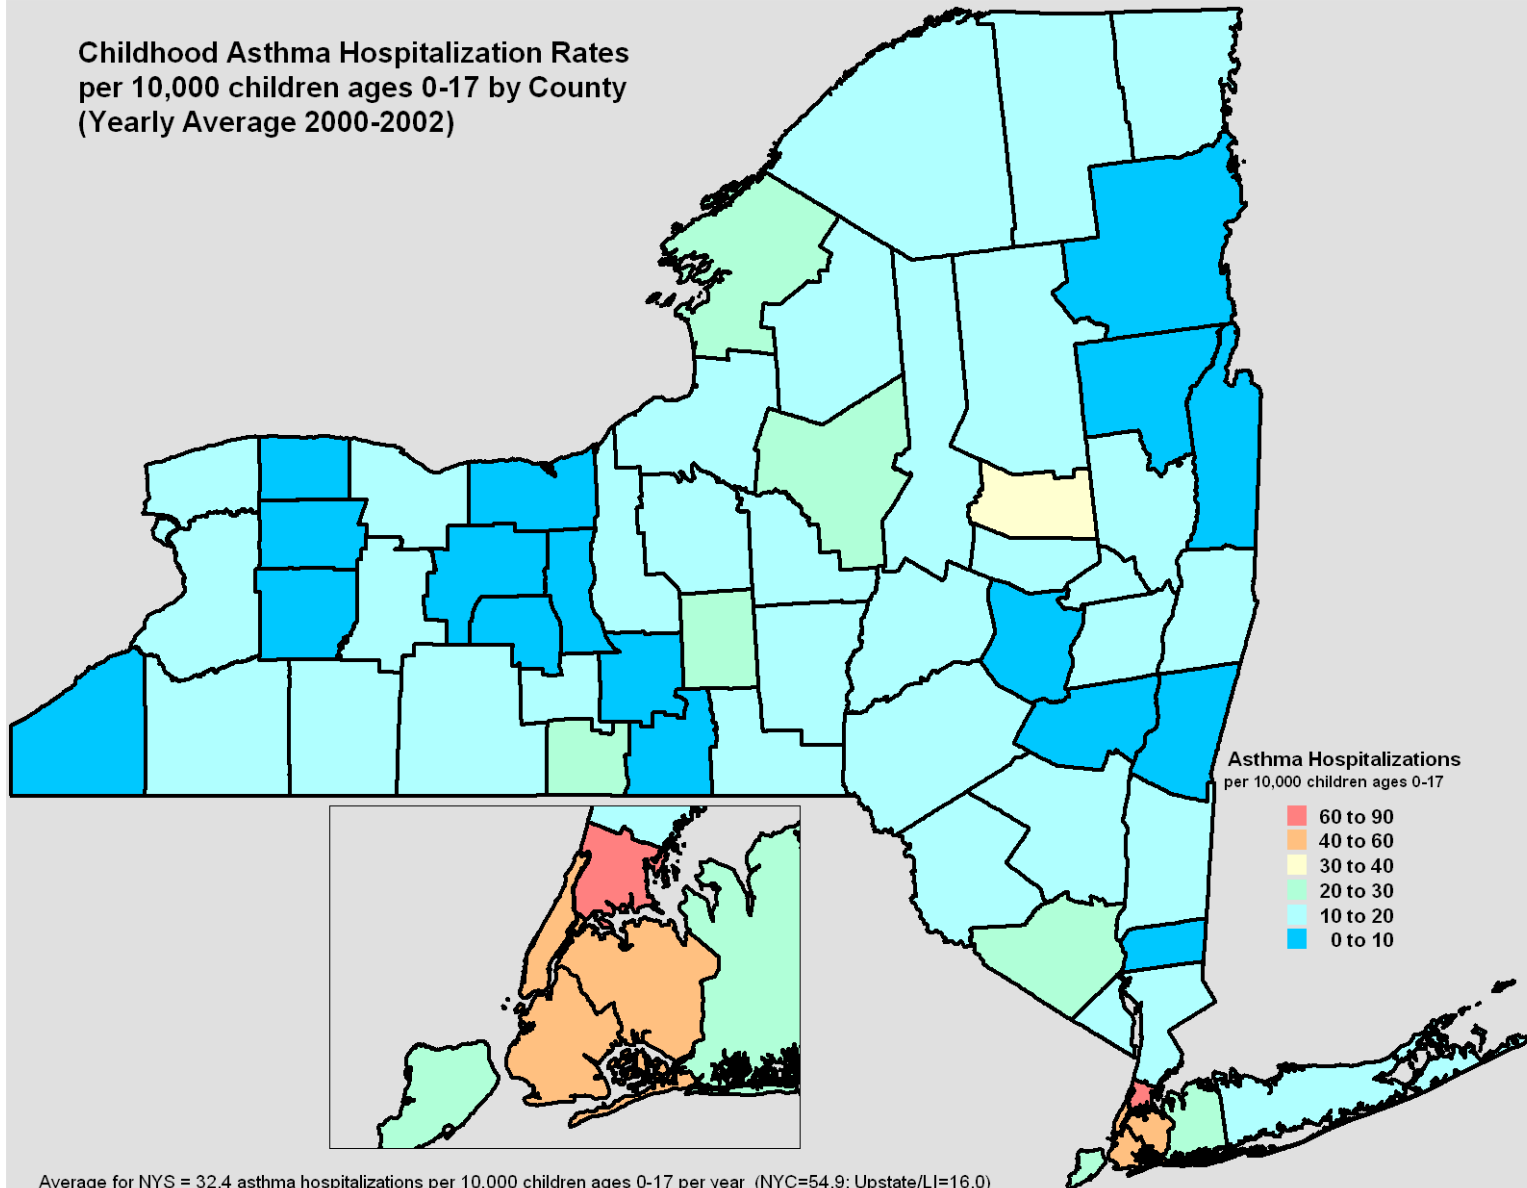 Childhood Asthma Hospitalization Rates
per 10,000 children ages 0-17 by County
(Yearly Average 2000-2002)
Asthma Hospitalizations
per 10,000 children ages 0-17
60 to 90
40 to 60
30 to 40
20 to 30
10 to 20
0 to 10
Average for NYS = 32.4 asthma hospitalizations per 10,000 children ages 0-17 per year (NYC=54.9; Upstate/LI=16.0)